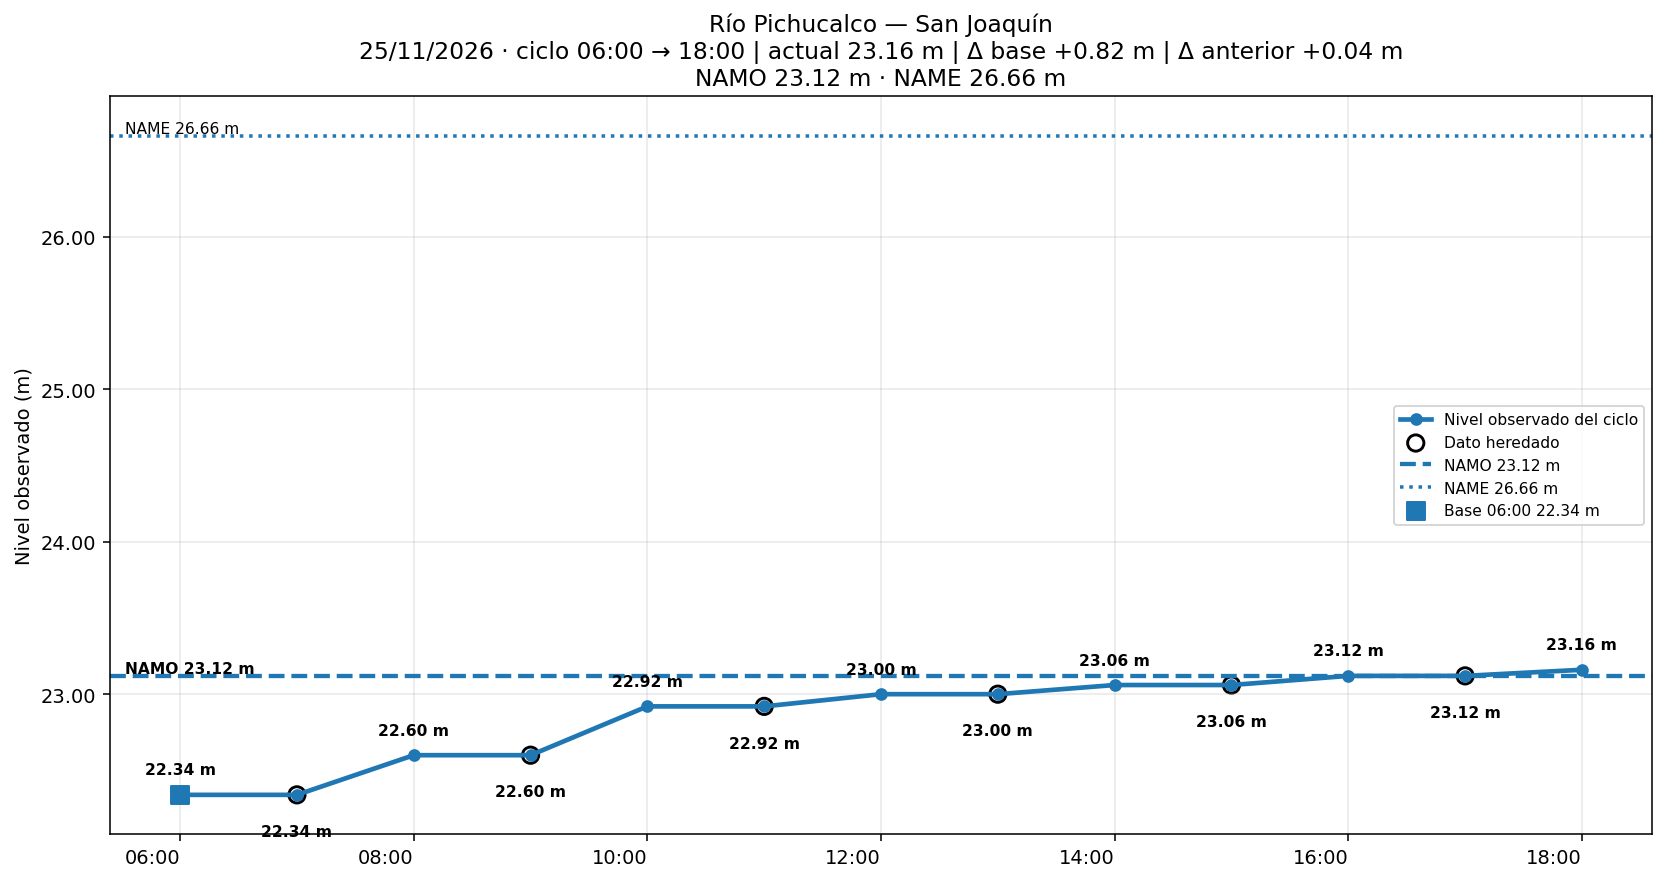 Río Pichucalco — San Joaquín
25/11/2026 · ciclo 06:00 → 18:00 | actual 23.16 m | Δ base +0.82 m | Δ anterior +0.04 m
NAMO 23.12 m · NAME 26.66 m
NAME 26.66 m
26.00
25.00
24.00
23.00
Nivel observado (m)
Nivel observado del ciclo
Dato heredado
NAMO 23.12 m
NAME 26.66 m
Base 06:00 22.34 m
NAMO 23.12 m
22.34 m
22.34 m
22.60 m
22.60 m
22.92 m
22.92 m
23.00 m
23.00 m
23.06 m
23.06 m
23.12 m
23.12 m
23.16 m
06:00
08:00
10:00
12:00
14:00
16:00
18:00